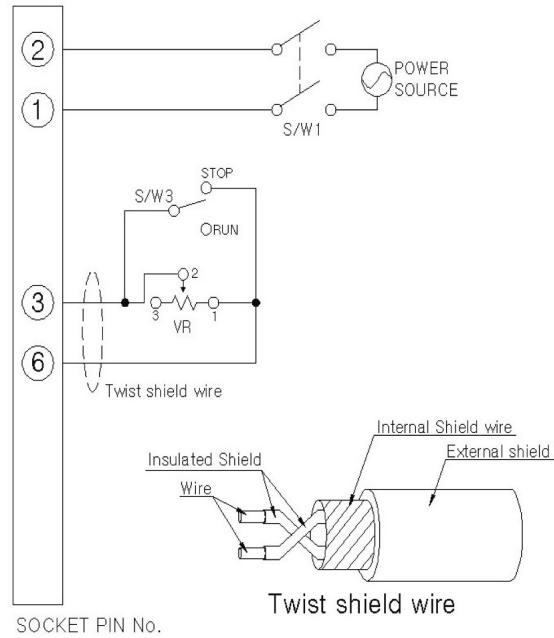 ②
POWER
SOURCE
①
S/W1
STOP
S/W3
RUN
2
③
3
1
VR
⑥
Twist shield wire
Internal Shield wire
External shield
Insulated Shield
Wire
Twist shield wire
SOCKET PIN No.